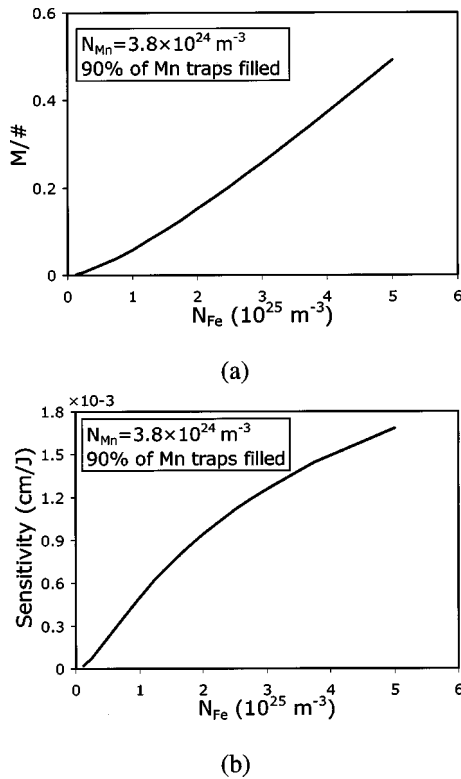 0.6
N_Mn=3.8×10^24 m^-3
90% of Mn traps filled
0.4
M/#
0.2
0
0 1 2 3 4 5 6
N_Fe (10^25 m^-3)
(a)
×10^-3
1.8
N_Mn=3.8×10^24 m^-3
90% of Mn traps filled
1.5
1.2
0.9
Sensitivity (cm/J)
0.6
0.3
0
0 1 2 3 4 5 6
N_Fe (10^25 m^-3)
(b)